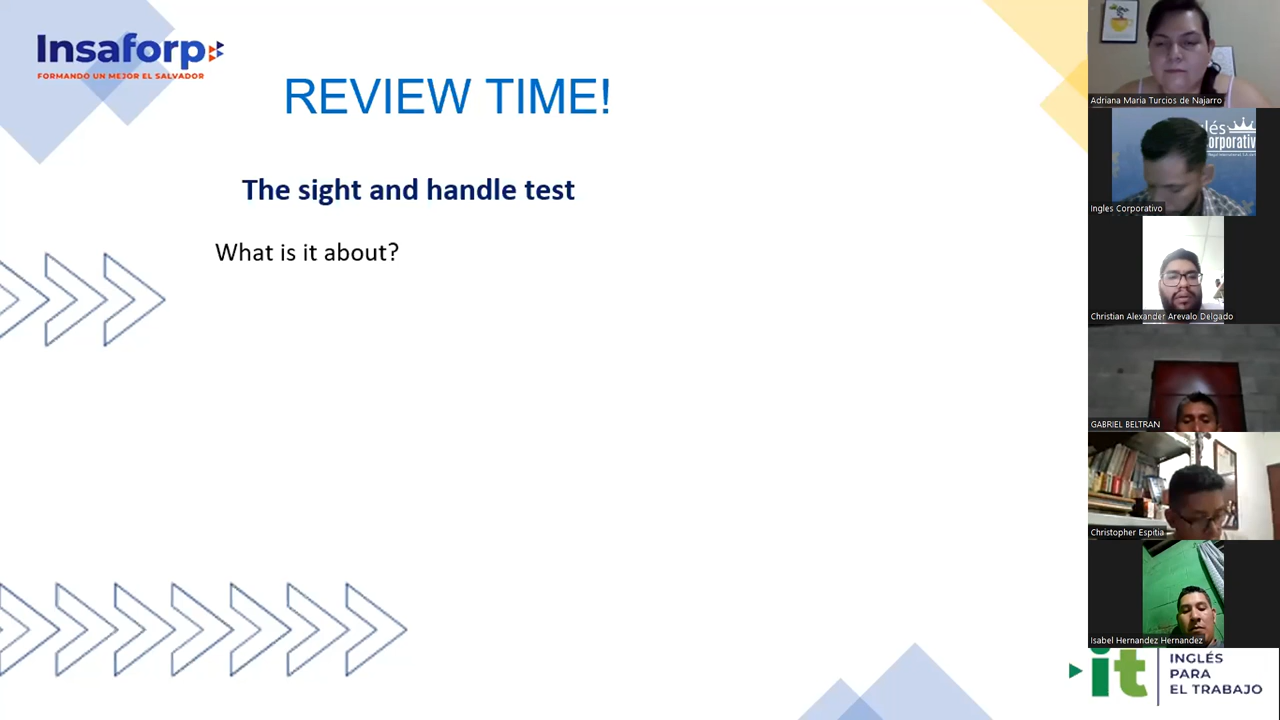 Insaforp
FORMANDO UN MEJOR EL SALVADOR
REVIEW TIME!
The sight and handle test
What is it about?
Adriana Maria Turcios de Najarro
Ingles Corporativo
Christian Alexander Arevalo Delgado
GABRIEL BELTRAN
Christopher Espitia
Isabel Hernandez Hernandez
it
INGLÉS
PARA
EL TRABAJO